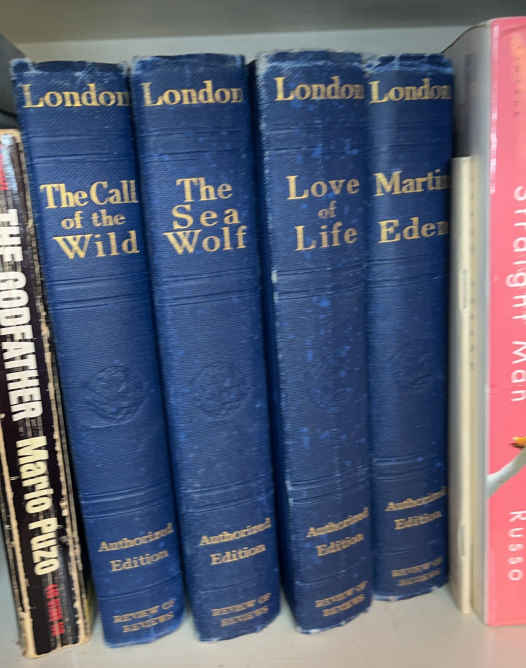 THE GODFATHER Mario Puzo
London
The Call
of the
Wild
Authorized
Edition
REVIEW OF
REVIEWS
London
The
Sea
Wolf
Authorized
Edition
REVIEW OF
REVIEWS
London
Love
of
Life
Authorized
Edition
REVIEW OF
REVIEWS
London
Martin
Eden
Authorized
Edition
REVIEW OF
REVIEWS
Straight Man Russo